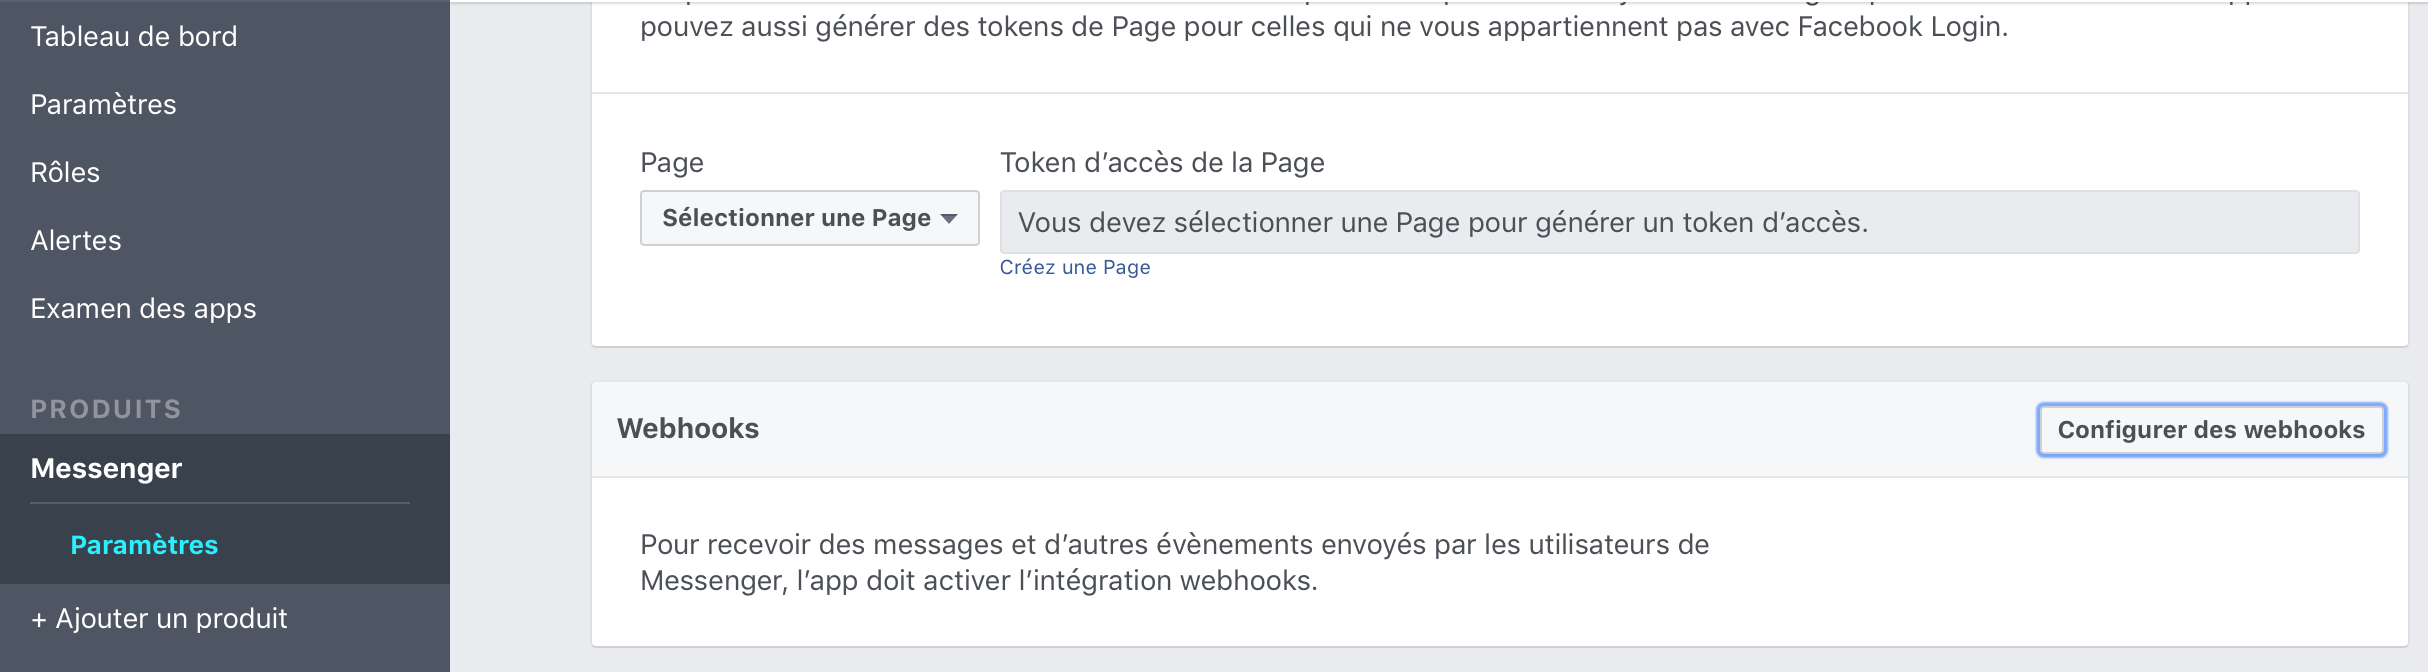 Tableau de bord
Paramètres
Rôles
Alertes
Examen des apps
PRODUITS
Messenger
Paramètres
+ Ajouter un produit
pouvez aussi générer des tokens de Page pour celles qui ne vous appartiennent pas avec Facebook Login.
Page
Sélectionner une Page
Token d’accès de la Page
Vous devez sélectionner une Page pour générer un token d’accès.
Créez une Page
Webhooks
Configurer des webhooks
Pour recevoir des messages et d’autres évènements envoyés par les utilisateurs de
Messenger, l’app doit activer l’intégration webhooks.